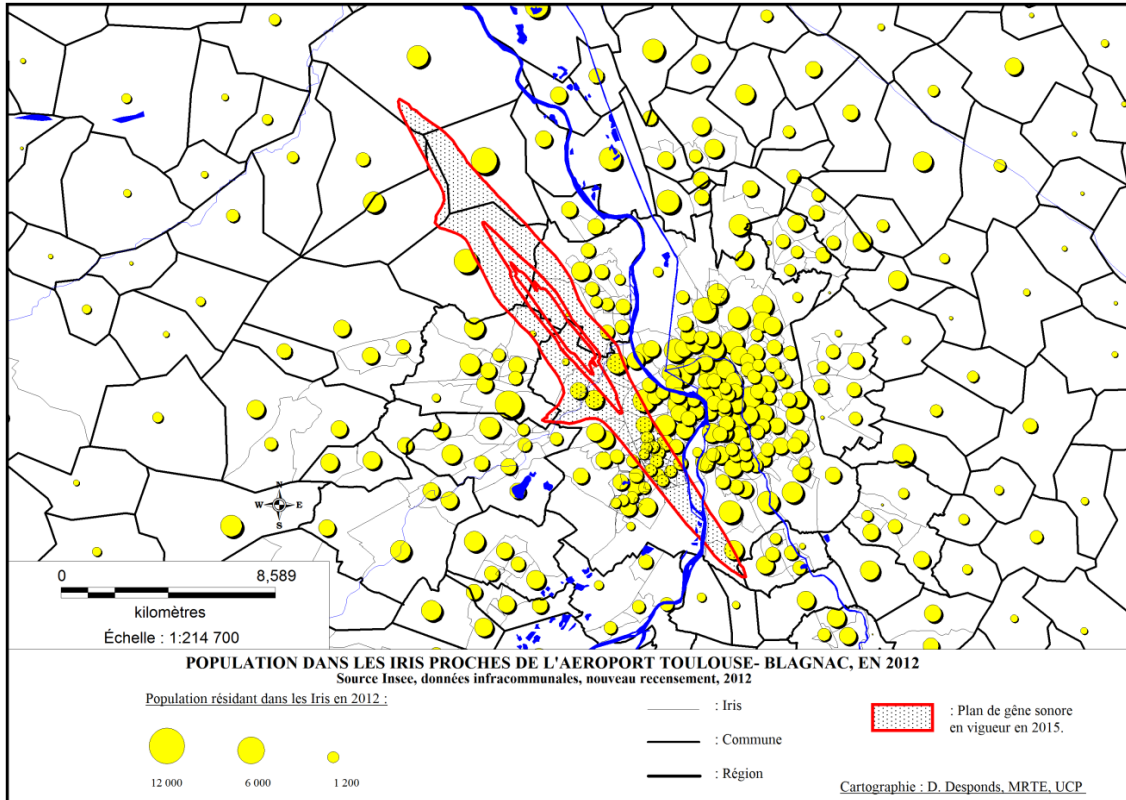 N
W E
S
0 8,589
kilomètres
Échelle : 1:214 700
POPULATION DANS LES IRIS PROCHES DE L'AEROPORT TOULOUSE- BLAGNAC, EN 2012
Source Insee, données infracommunales, nouveau recensement, 2012
Population résidant dans les Iris en 2012 :
12 000 6 000 1 200
: Iris
: Commune
: Région
: Plan de gêne sonore
en vigueur en 2015.
Cartographie : D. Desponds, MRTE, UCP